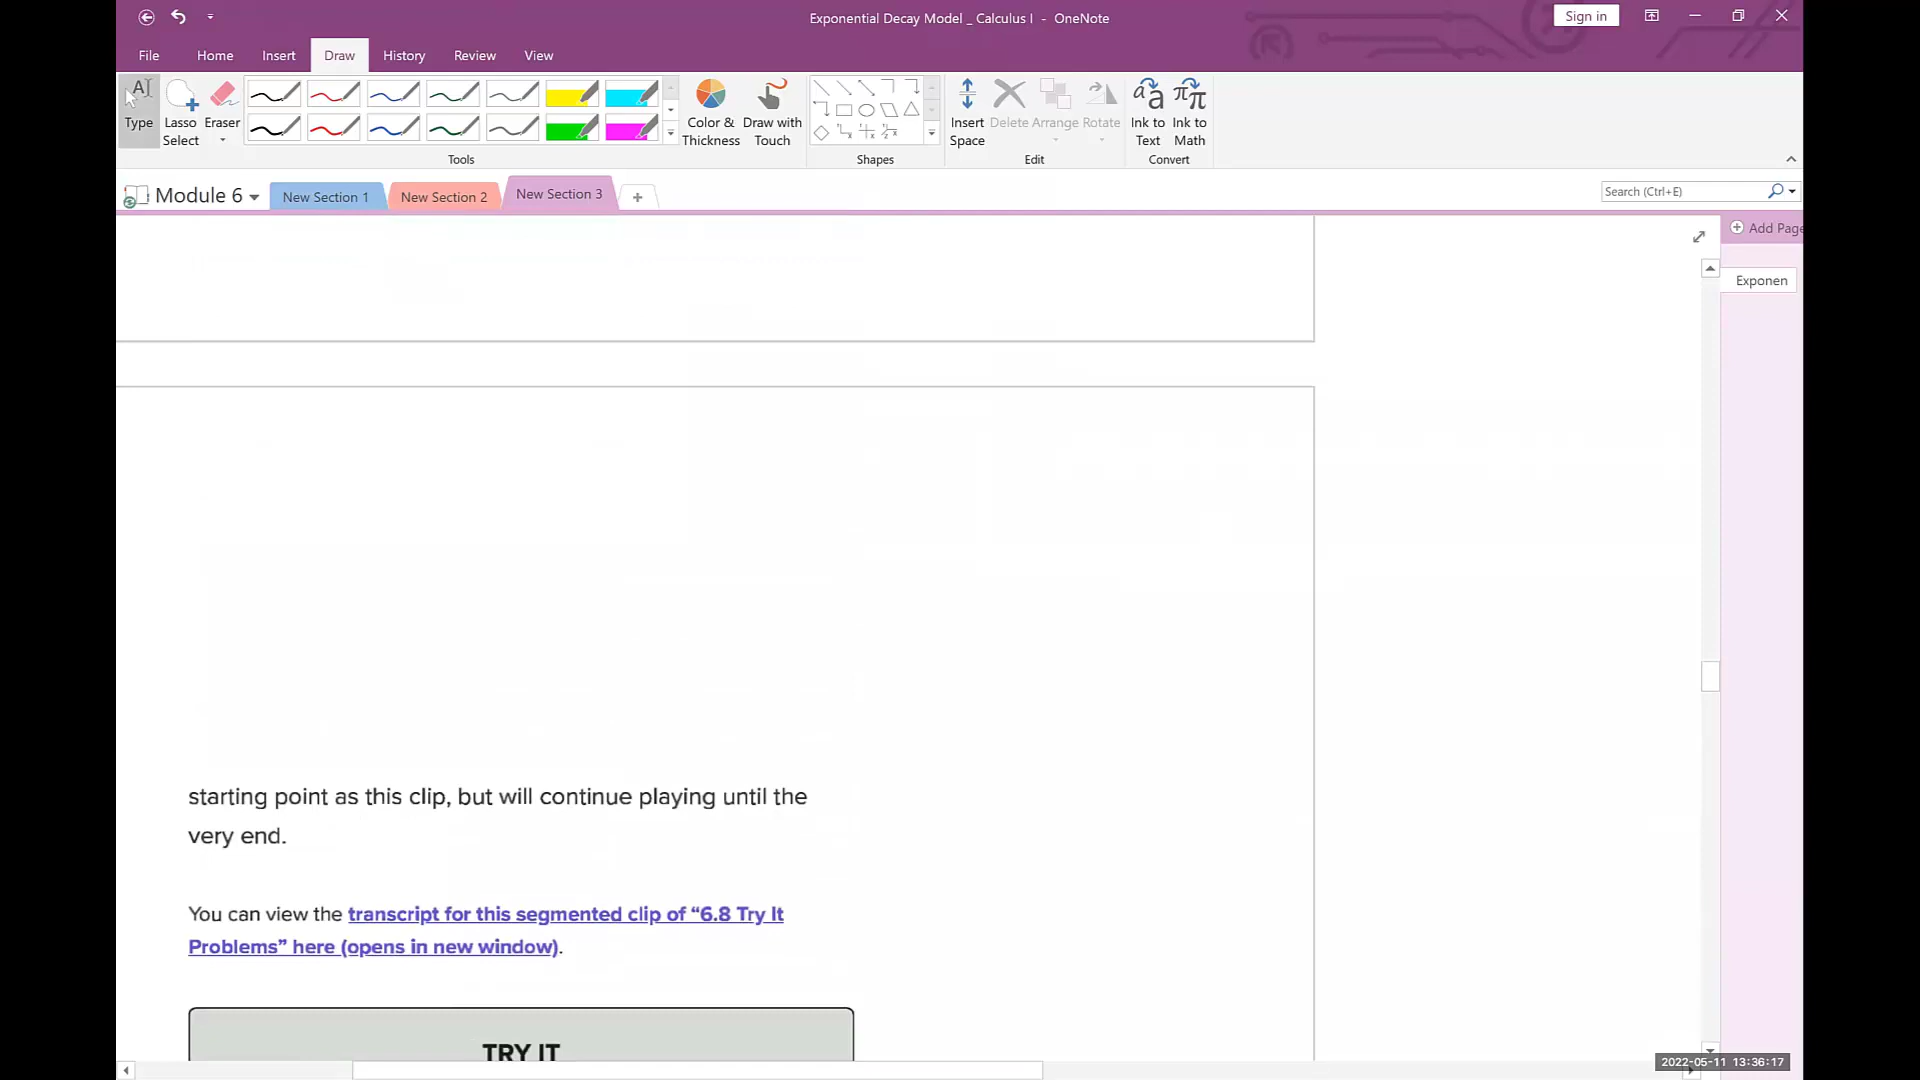 Exponential Decay Model _ Calculus I - OneNote
Sign in
File Home Insert Draw History Review View
Type
Lasso Select
Eraser
Color & Thickness
Draw with Touch
Insert Space
Delete
Arrange
Rotate
Ink to Text
Ink to Math
Tools
Shapes
Edit
Convert
Module 6
New Section 1
New Section 2
New Section 3
Search (Ctrl+E)
Add Page
Exponen
starting point as this clip, but will continue playing until the
very end.
You can view the transcript for this segmented clip of “6.8 Try It
Problems” here (opens in new window).
TRY IT
2022-05-11 13:36:17